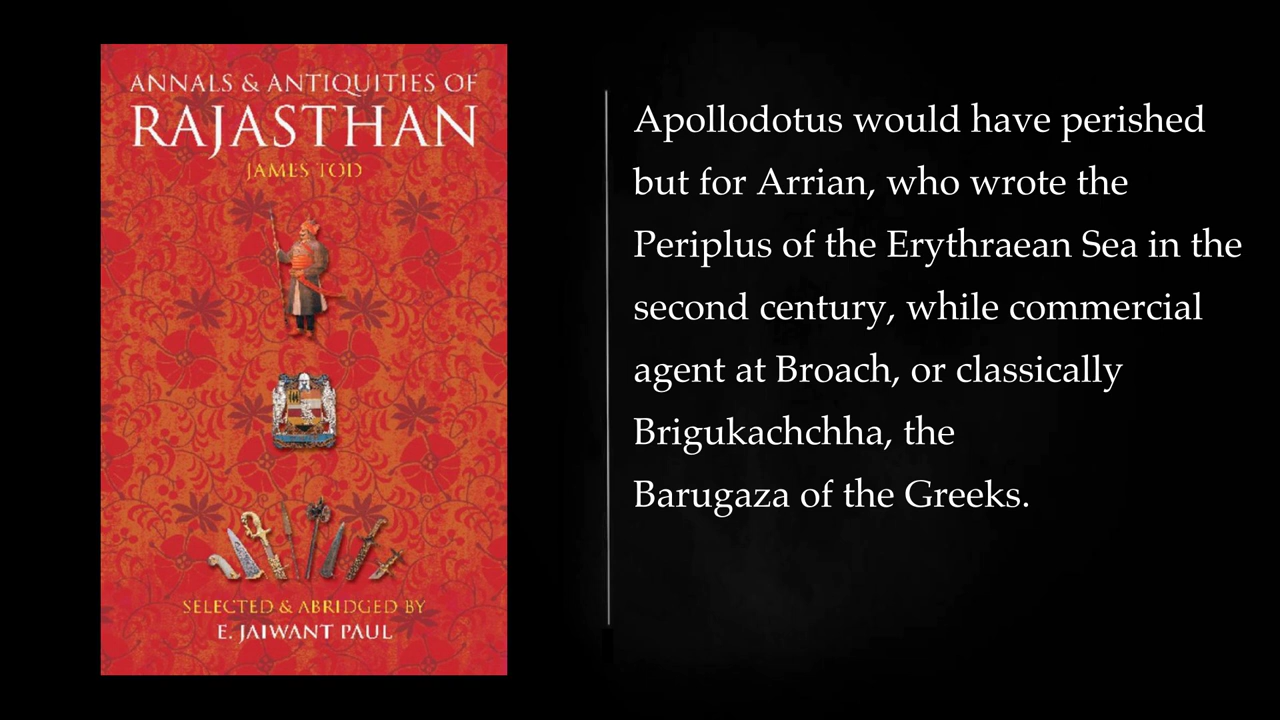 ANNALS & ANTIQUITIES OF
RAJASTHAN
JAMES TOD
SELECTED & ABRIDGED BY
E. JAIWANT PAUL
Apollodotus would have perished
but for Arrian, who wrote the
Periplus of the Erythraean Sea in the
second century, while commercial
agent at Broach, or classically
Brigukachchha, the
Barugaza of the Greeks.